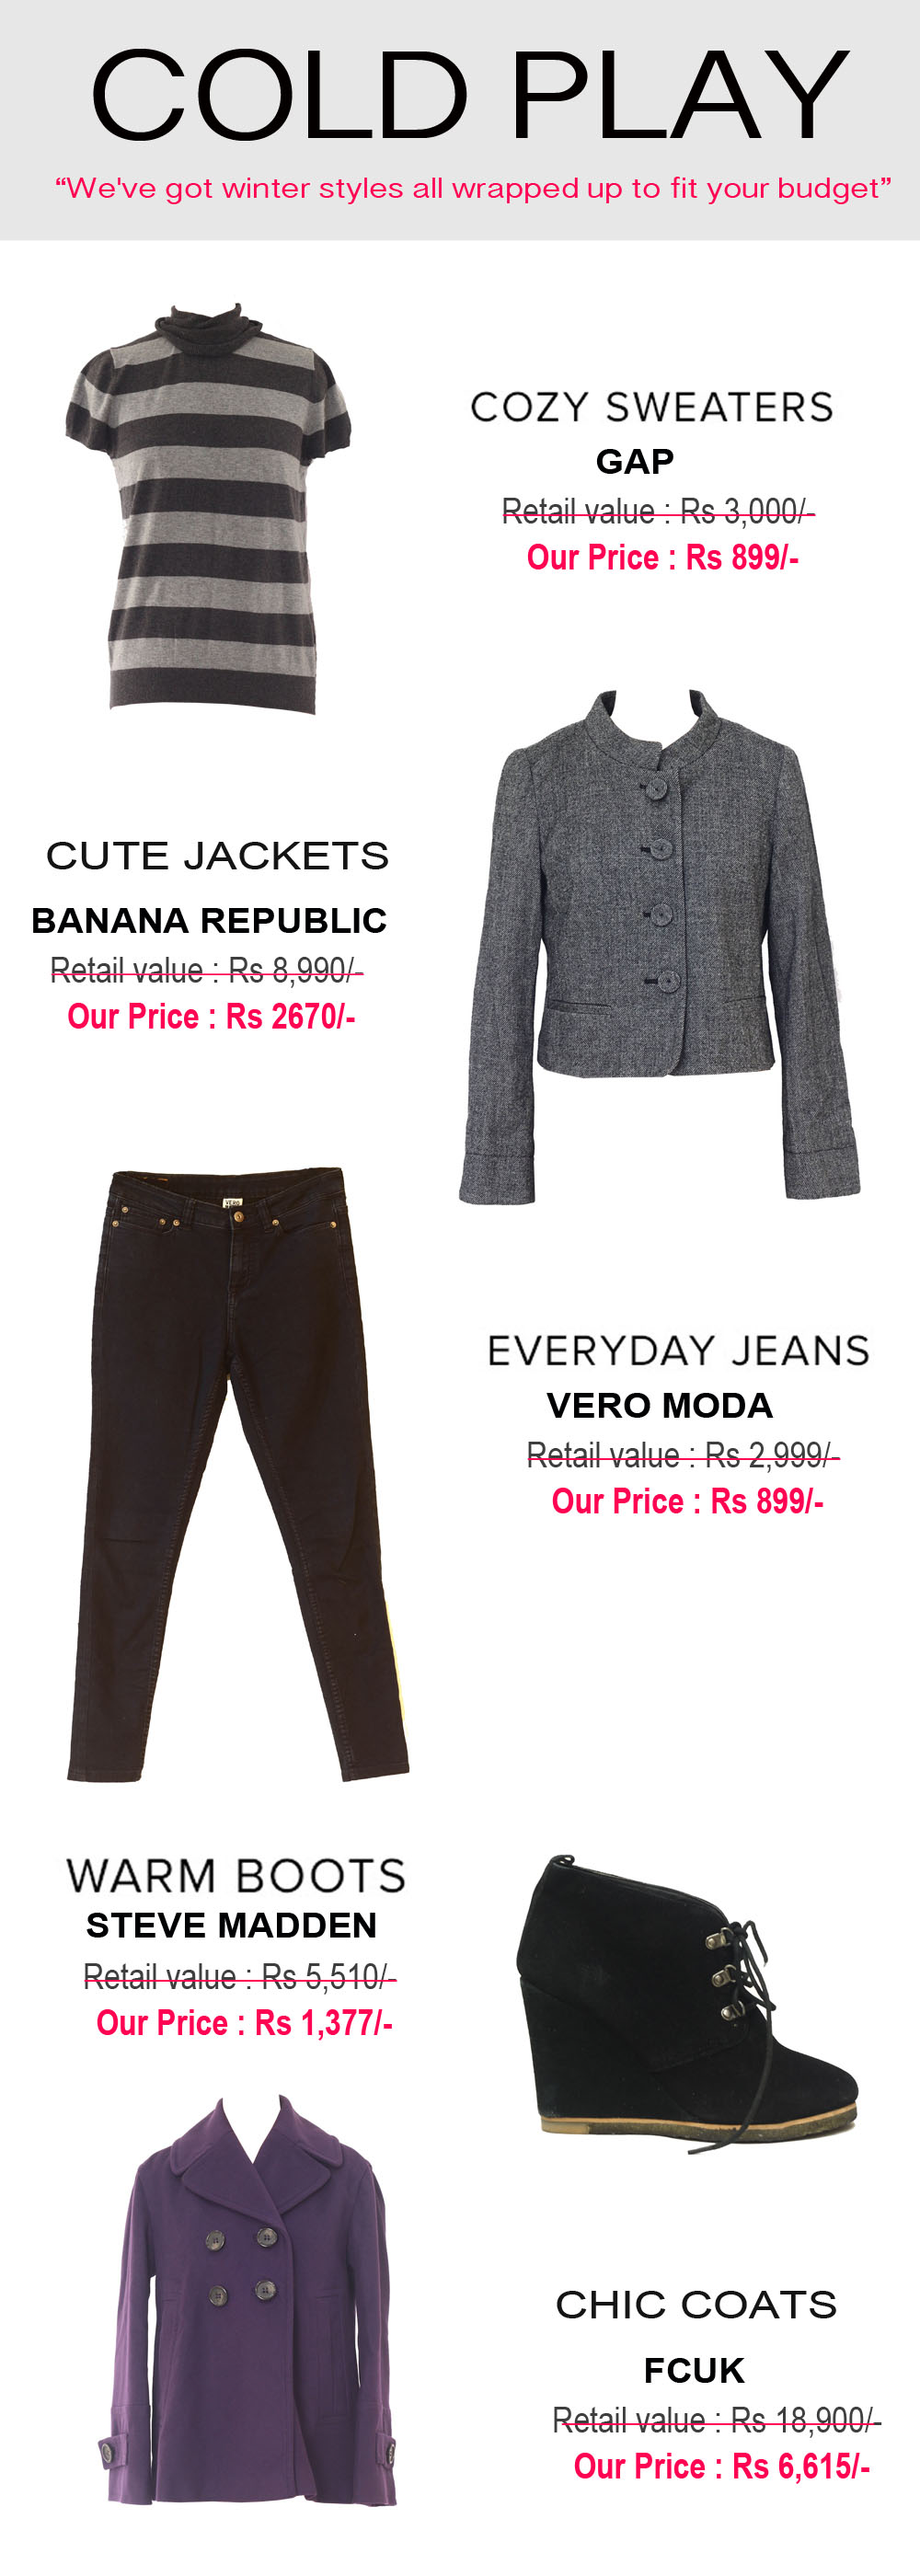 COLD PLAY
“We've got winter styles all wrapped up to fit your budget”
COZY SWEATERS
GAP
Retail value : Rs 3,000/-
Our Price : Rs 899/-
CUTE JACKETS
BANANA REPUBLIC
Retail value : Rs 8,990/-
Our Price : Rs 2670/-
VERO
EVERYDAY JEANS
VERO MODA
Retail value : Rs 2,999/-
Our Price : Rs 899/-
WARM BOOTS
STEVE MADDEN
Retail value : Rs 5,510/-
Our Price : Rs 1,377/-
CHIC COATS
FCUK
Retail value : Rs 18,900/-
Our Price : Rs 6,615/-